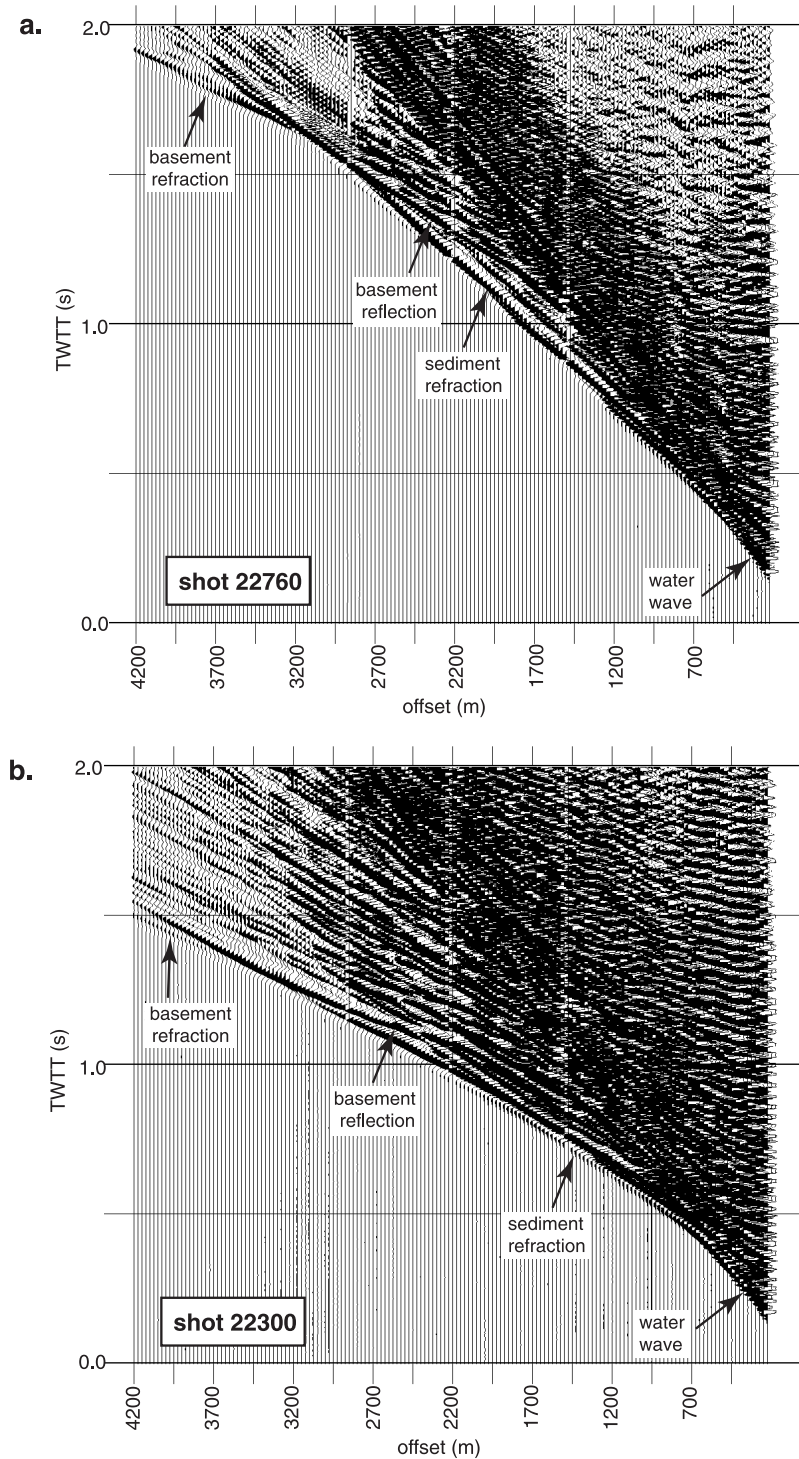 a.
2.0
basement
refraction
basement
reflection
TWTT (s)
1.0
sediment
refraction
shot 22760
water
wave
0.0
4200
3700
3200
2700
2200
1700
1200
700
offset (m)
b.
2.0
basement
refraction
TWTT (s)
1.0
basement
reflection
sediment
refraction
shot 22300
water
wave
0.0
4200
3700
3200
2700
2200
1700
1200
700
offset (m)